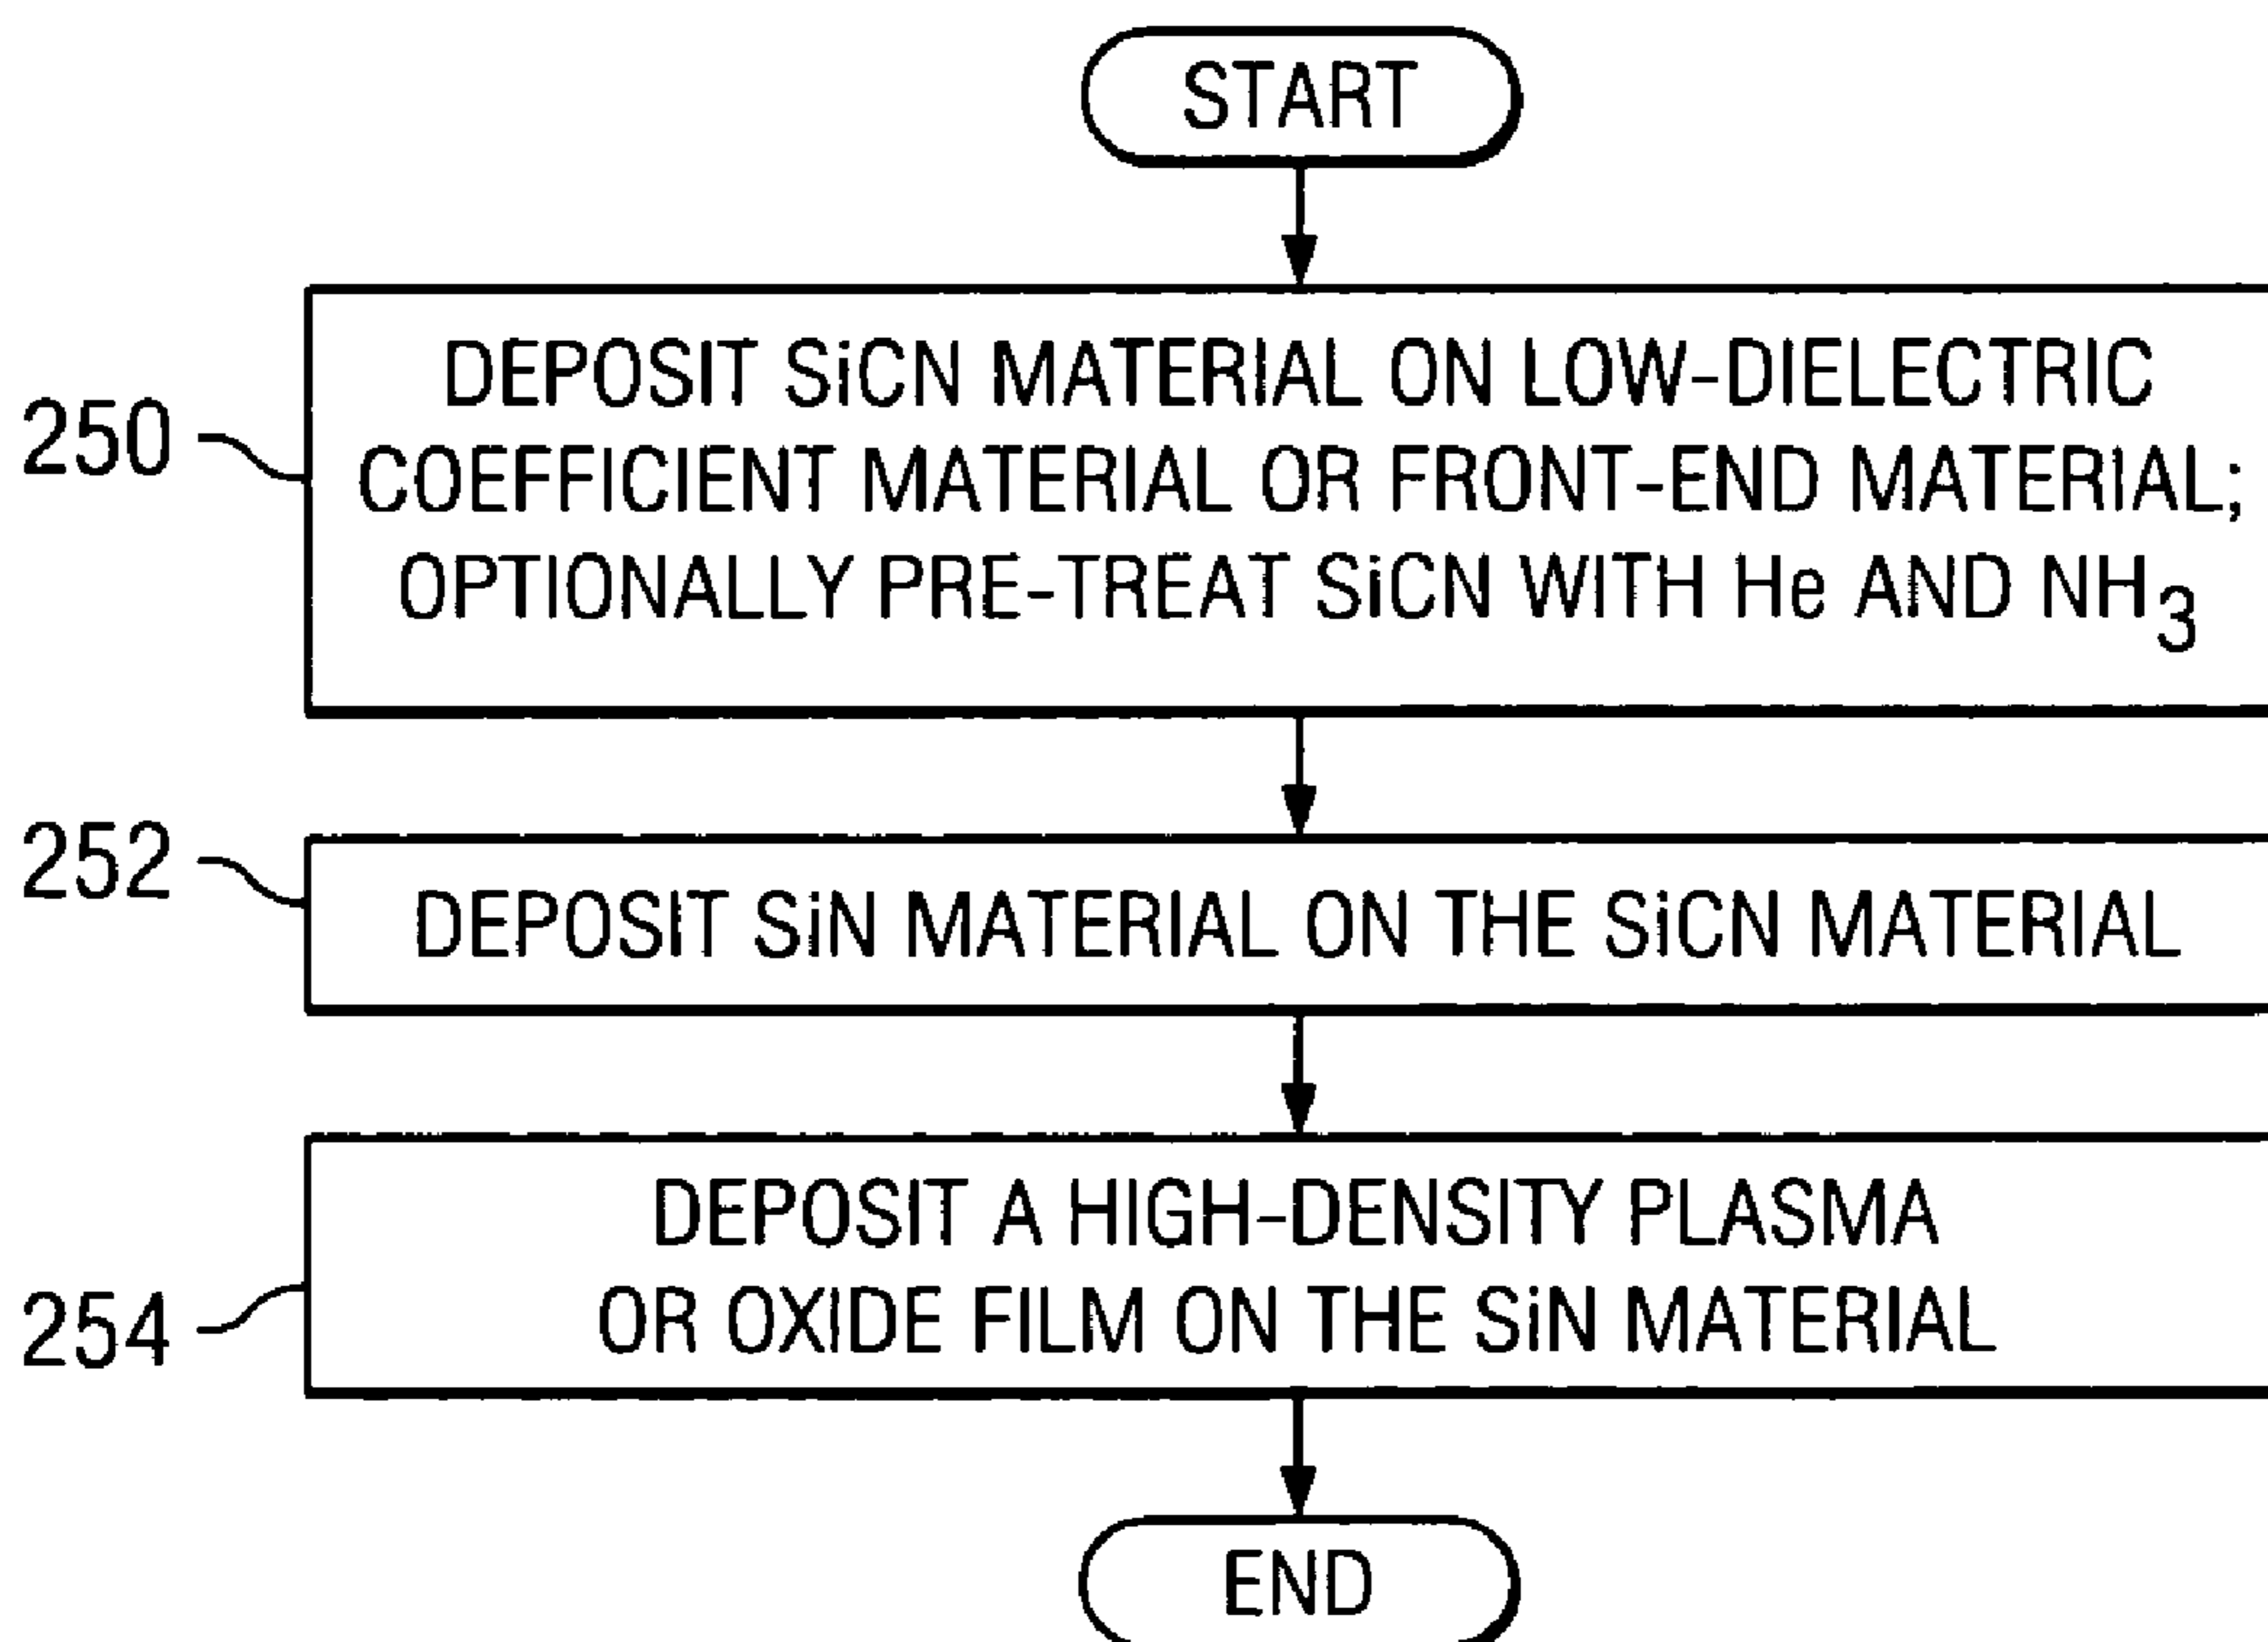 START
250
DEPOSIT SiCN MATERIAL ON LOW-DIELECTRIC
COEFFICIENT MATERIAL OR FRONT-END MATERIAL;
OPTIONALLY PRE-TREAT SiCN WITH He AND NH3
252
DEPOSIT SiN MATERIAL ON THE SiCN MATERIAL
254
DEPOSIT A HIGH-DENSITY PLASMA
OR OXIDE FILM ON THE SiN MATERIAL
END